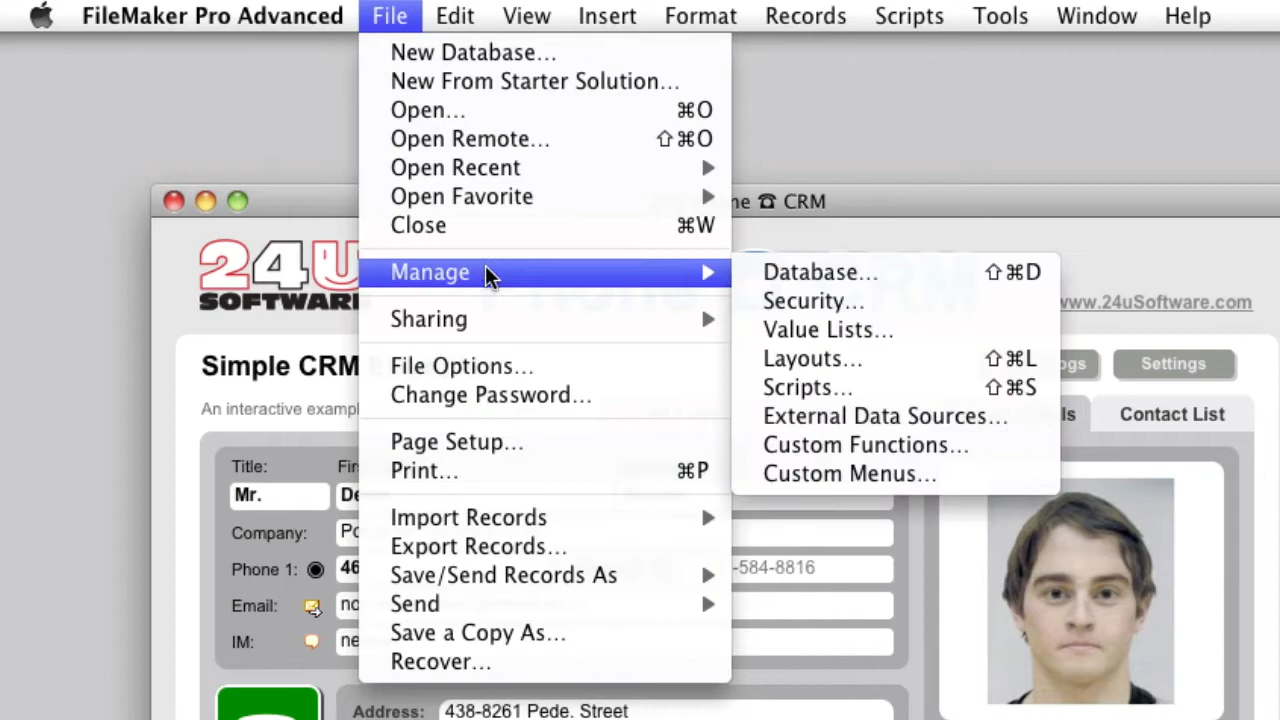 FileMaker Pro Advanced File Edit View Insert Format Records Scripts Tools Window Help
New Database...
New From Starter Solution...
Open... ⌘O
Open Remote... ⇧⌘O
Open Recent
Open Favorite
Close ⌘W
Manage
Sharing
File Options...
Change Password...
Page Setup...
Print... ⌘P
Import Records
Export Records...
Save/Send Records As
Send
Save a Copy As...
Recover...
Database... ⇧⌘D
Security...
Value Lists...
Layouts... ⇧⌘L
Scripts... ⇧⌘S
External Data Sources...
Custom Functions...
Custom Menus...
☎ CRM
24U
SOFTWARE
www.24uSoftware.com
Simple CRM
Settings
An interactive
Contact List
Title:
Mr.
Company:
Phone 1: -584-8816
Email:
IM:
Address: 438-8261 Pede. Street